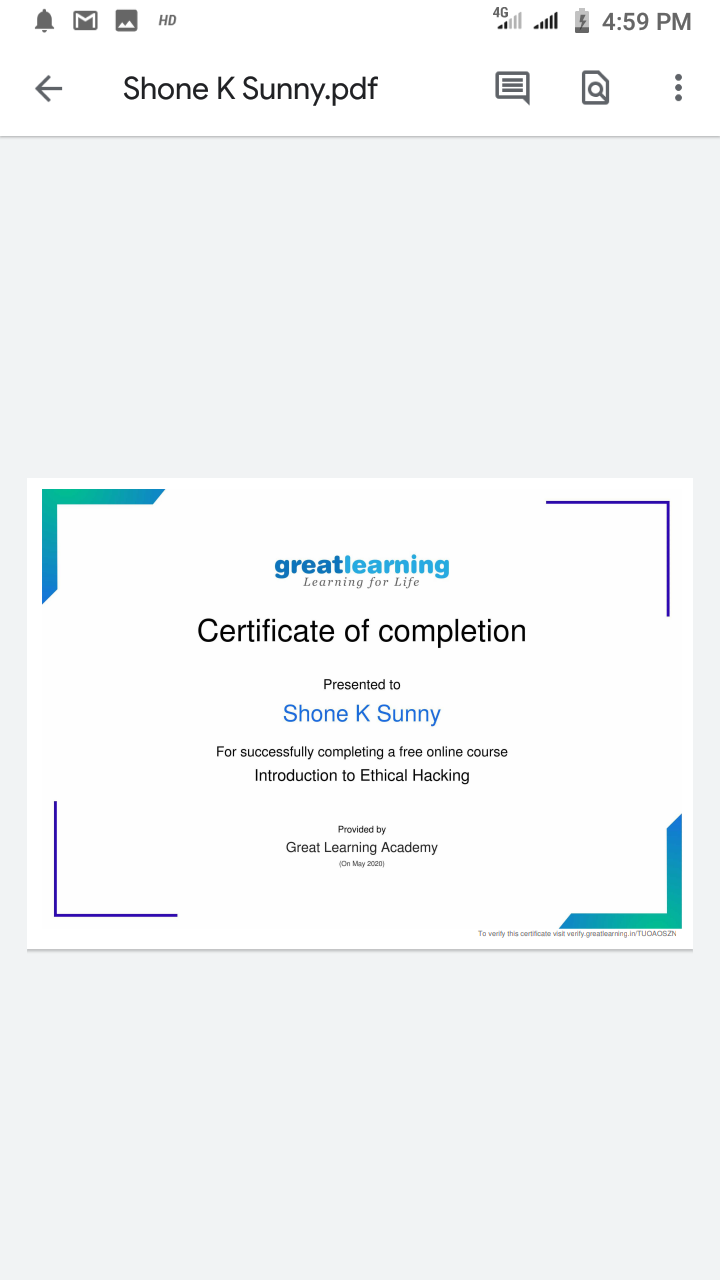 HD
4G
4:59 PM
Shone K Sunny.pdf
greatlearning
Learning for Life
Certificate of completion
Presented to
Shone K Sunny
For successfully completing a free online course
Introduction to Ethical Hacking
Provided by
Great Learning Academy
(On May 2020)
To verify this certificate visit verify.greatlearning.in/TUOAOSZN